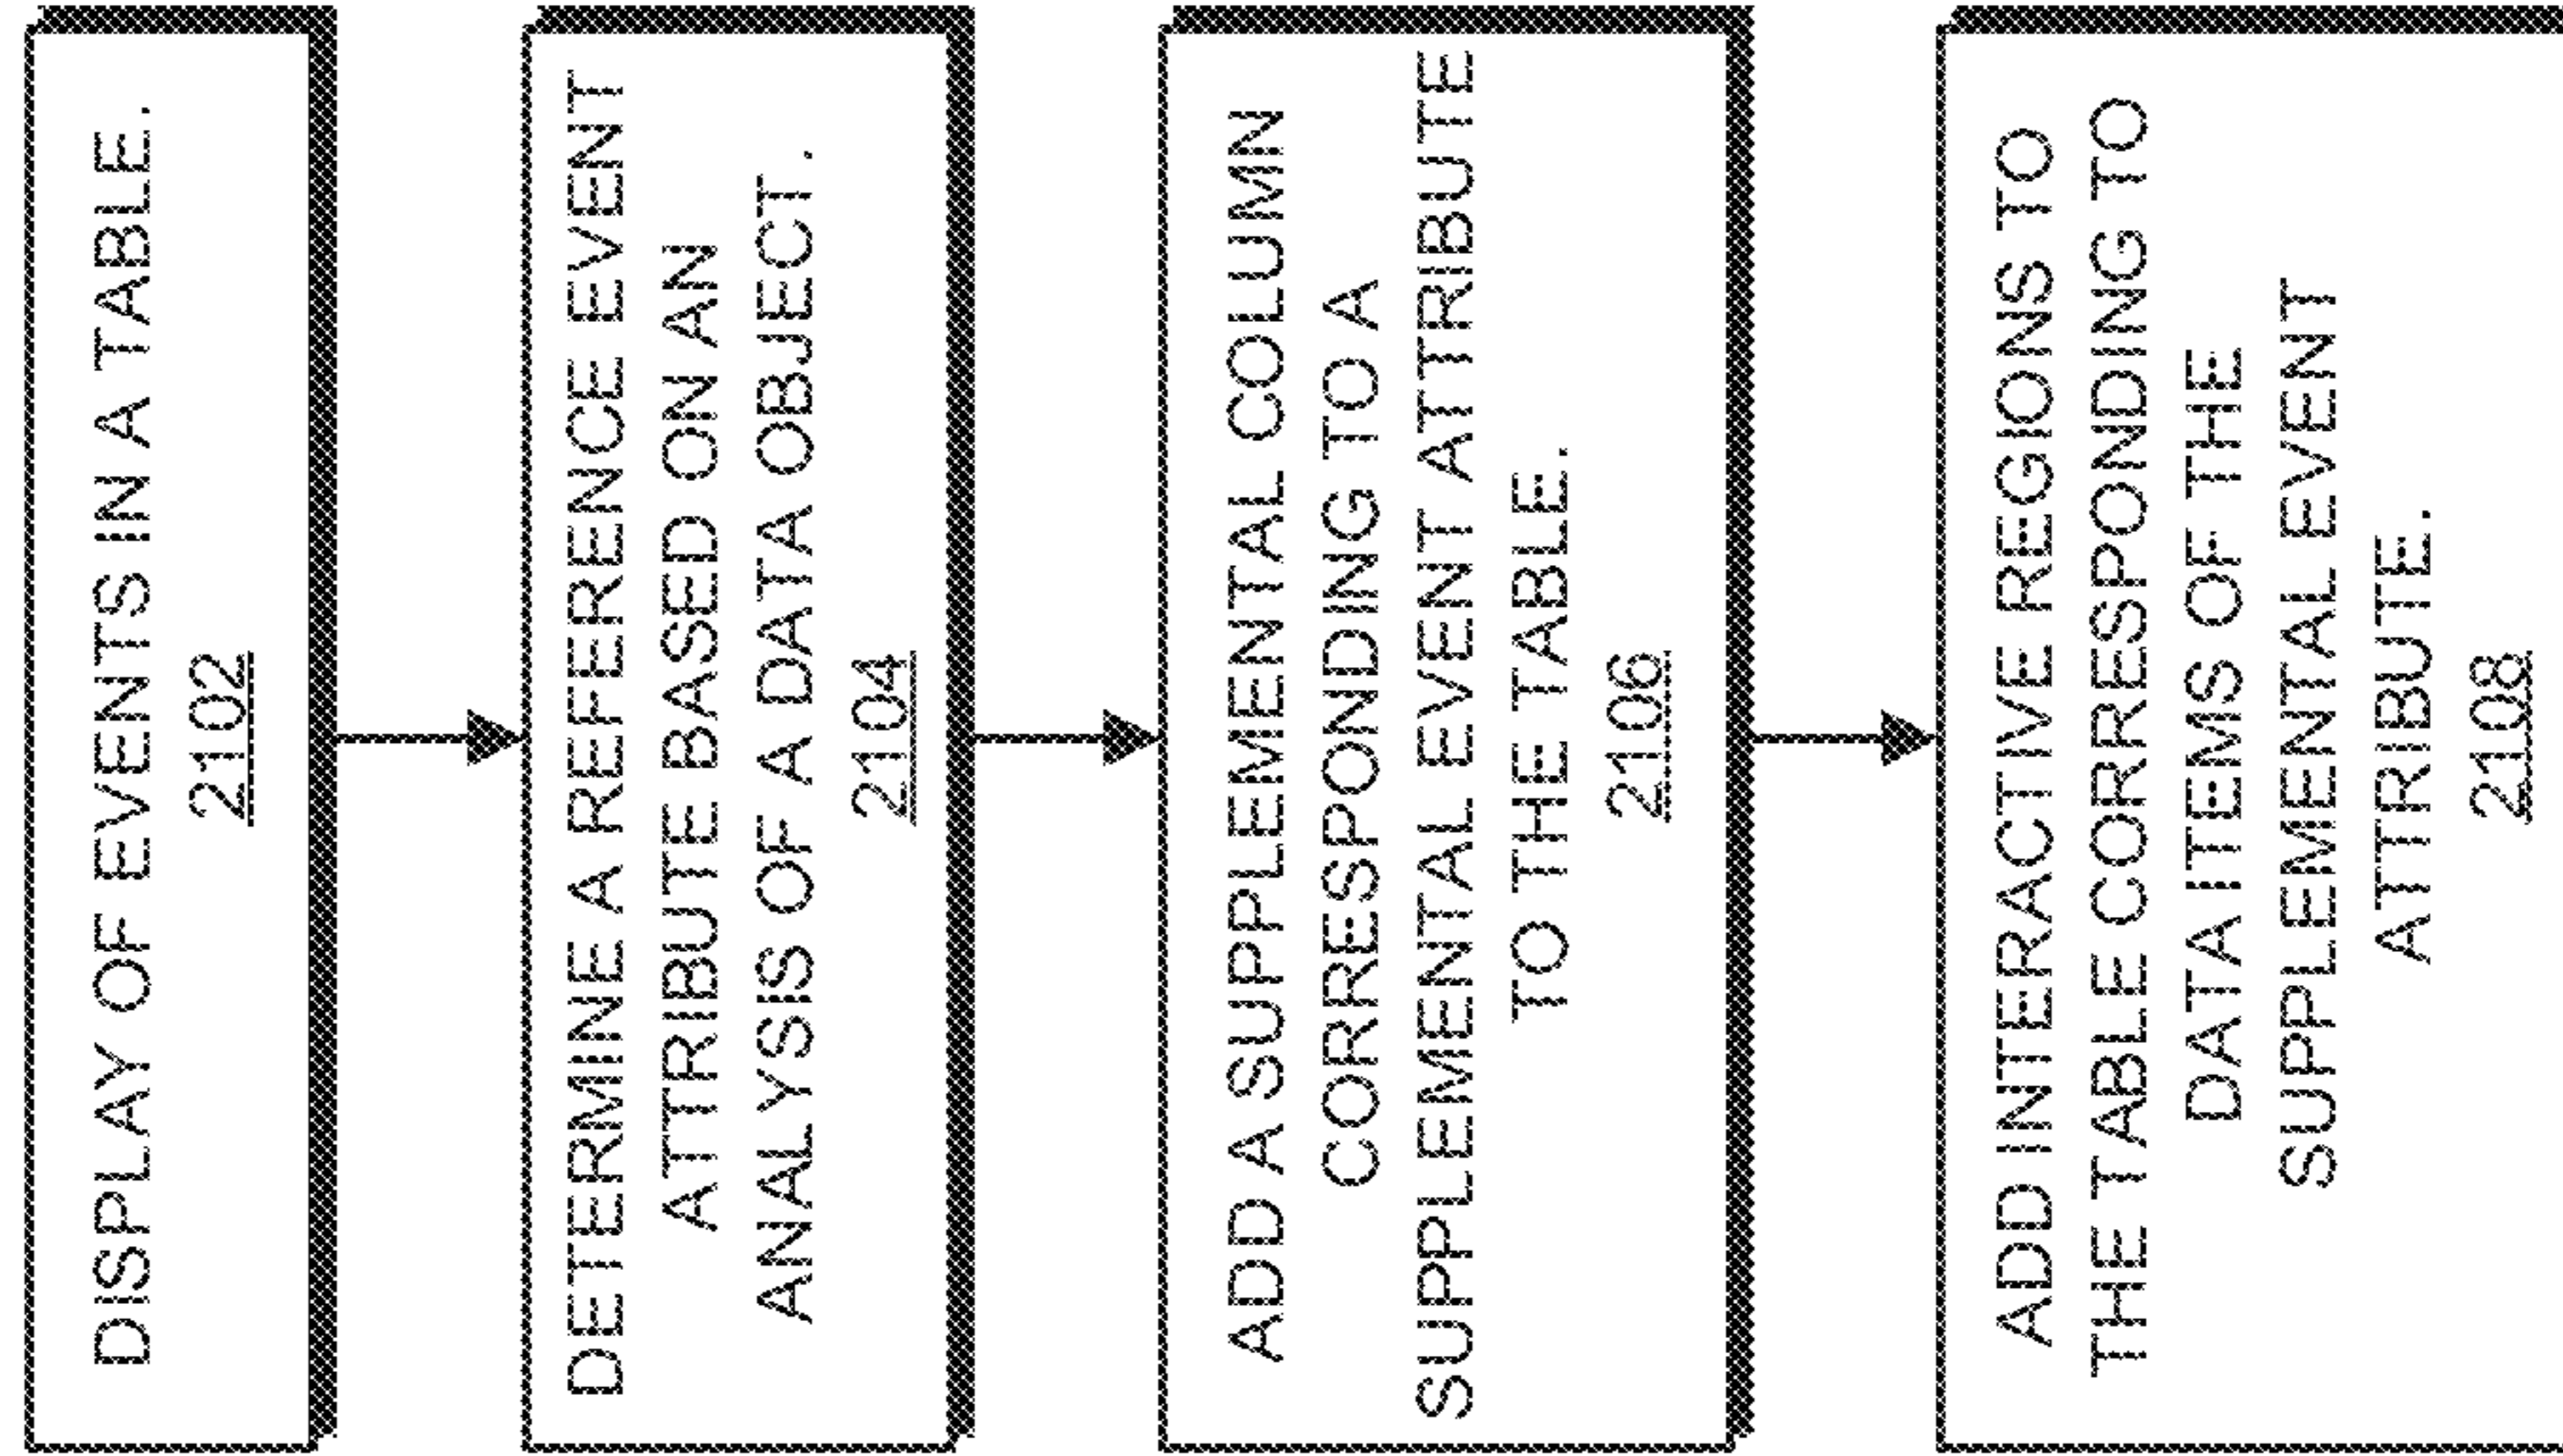 DISPLAY OF EVENTS IN A TABLE.
2102
DETERMINE A REFERENCE EVENT
ATTRIBUTE BASED ON AN
ANALYSIS OF A DATA OBJECT.
2104
ADD A SUPPLEMENTAL COLUMN
CORRESPONDING TO A
SUPPLEMENTAL EVENT ATTRIBUTE
TO THE TABLE.
2106
ADD INTERACTIVE REGIONS TO
THE TABLE CORRESPONDING TO
DATA ITEMS OF THE
SUPPLEMENTAL EVENT
ATTRIBUTE.
2108